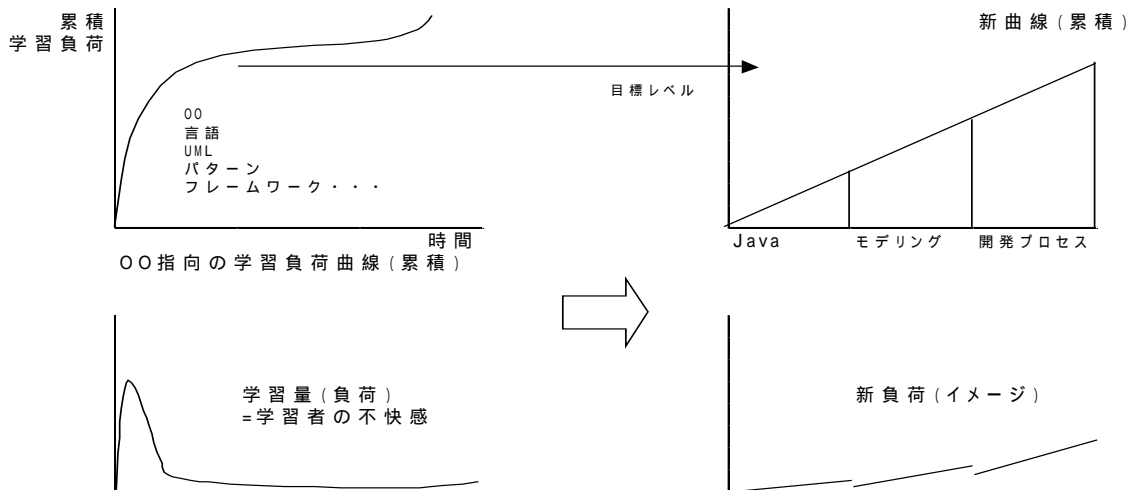 累積
学習負荷
OO
言語
UML
パターン
フレームワーク・・・
時間
OO指向の学習負荷曲線(累積)
目標レベル
新曲線(累積)
Java
モデリング
開発プロセス
学習量(負荷)
=学習者の不快感
新負荷(イメージ)